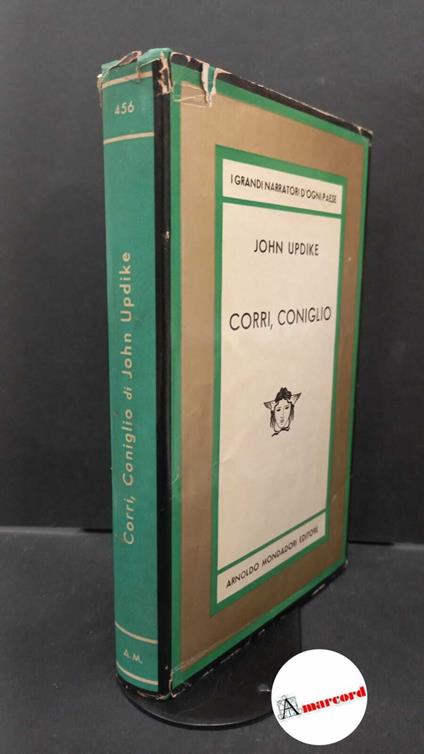 456
Corri, Coniglio di John Updike
A. M.
I GRANDI NARRATORI D'OGNI PAESE
JOHN UPDIKE
CORRI, CONIGLIO
ARNOLDO MONDADORI EDITORE
Amarcord